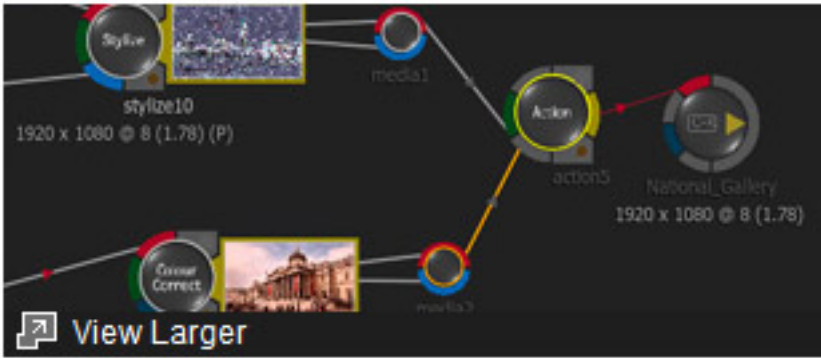 Stylize
media1
stylize10
1920 x 1080 @ 8 (1.78) (P)
Action
action5
National_Gallery
1920 x 1080 @ 8 (1.78)
Colour
Correct
media2
View Larger